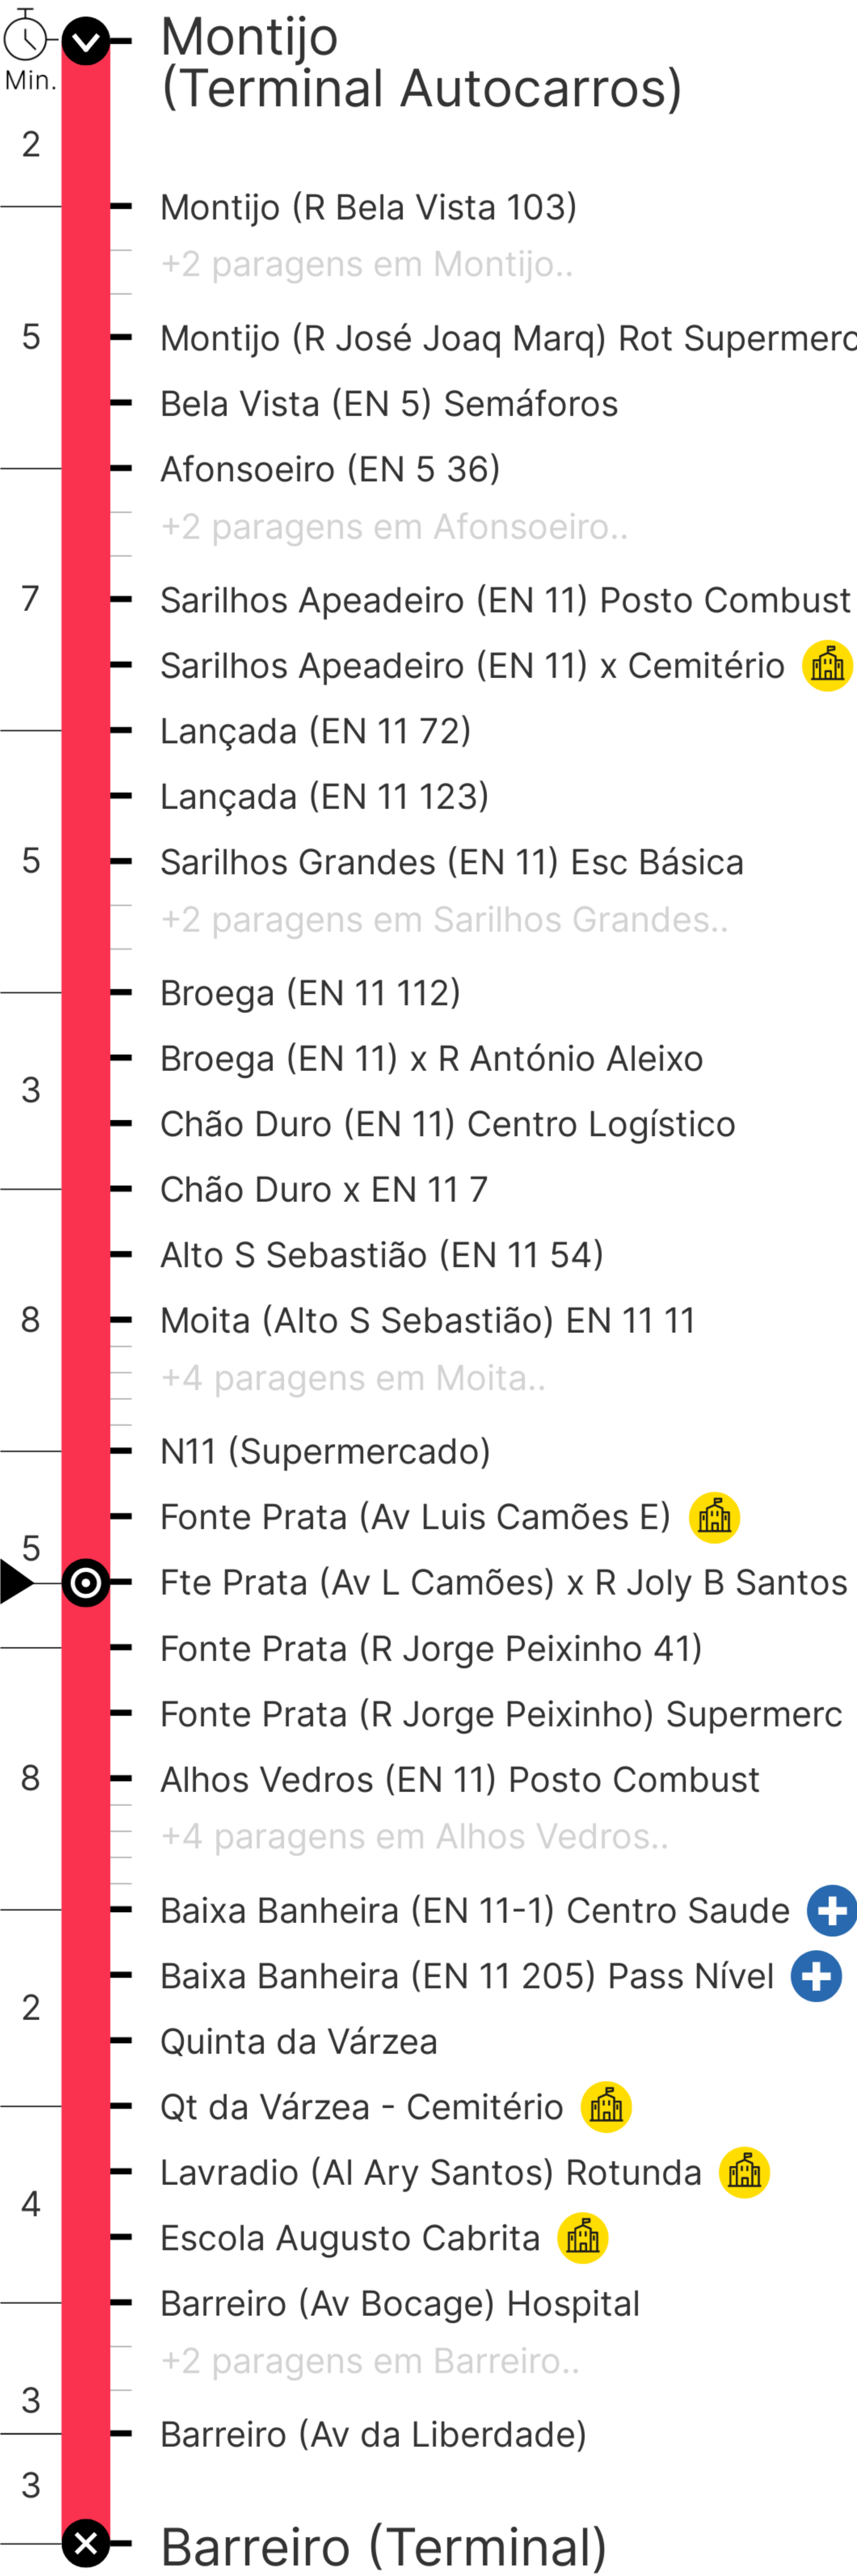 Montijo
(Terminal Autocarros)
Min.
2
Montijo (R Bela Vista 103)
+2 paragens em Montijo..
5
Montijo (R José Joaq Marq) Rot Supermerc
Bela Vista (EN 5) Semáforos
Afonsoeiro (EN 5 36)
+2 paragens em Afonsoeiro..
7
Sarilhos Apeadeiro (EN 11) Posto Combust
Sarilhos Apeadeiro (EN 11) x Cemitério
Lançada (EN 11 72)
Lançada (EN 11 123)
5
Sarilhos Grandes (EN 11) Esc Básica
+2 paragens em Sarilhos Grandes..
Broega (EN 11 112)
Broega (EN 11) x R António Aleixo
3
Chão Duro (EN 11) Centro Logístico
Chão Duro x EN 11 7
Alto S Sebastião (EN 11 54)
8
Moita (Alto S Sebastião) EN 11 11
+4 paragens em Moita..
N11 (Supermercado)
Fonte Prata (Av Luis Camões E)
5
Fte Prata (Av L Camões) x R Joly B Santos
Fonte Prata (R Jorge Peixinho 41)
Fonte Prata (R Jorge Peixinho) Supermerc
8
Alhos Vedros (EN 11) Posto Combust
+4 paragens em Alhos Vedros..
Baixa Banheira (EN 11-1) Centro Saude
Baixa Banheira (EN 11 205) Pass Nível
2
Quinta da Várzea
Qt da Várzea - Cemitério
Lavradio (Al Ary Santos) Rotunda
4
Escola Augusto Cabrita
Barreiro (Av Bocage) Hospital
+2 paragens em Barreiro..
3
Barreiro (Av da Liberdade)
3
Barreiro (Terminal)